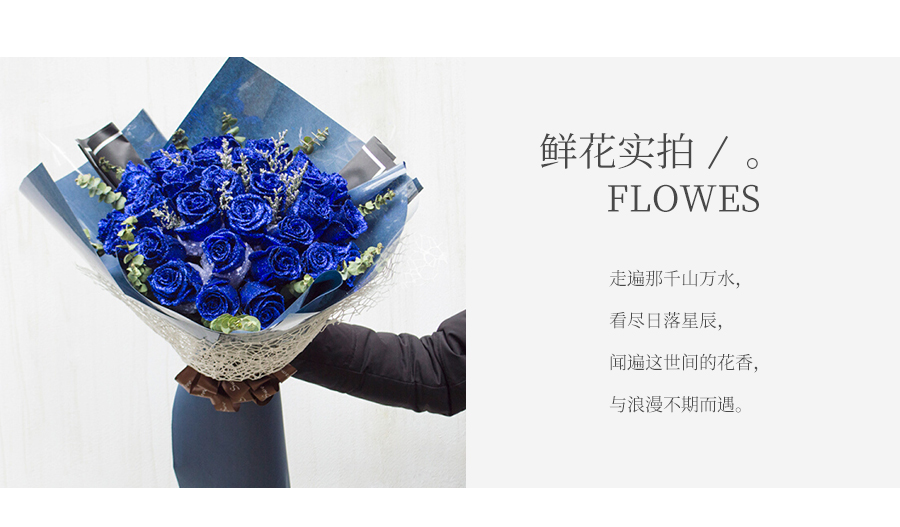 鲜花实拍 / 。
FLOWES
走遍那千山万水，
看尽日落星辰，
闻遍这世间的花香，
与浪漫不期而遇。